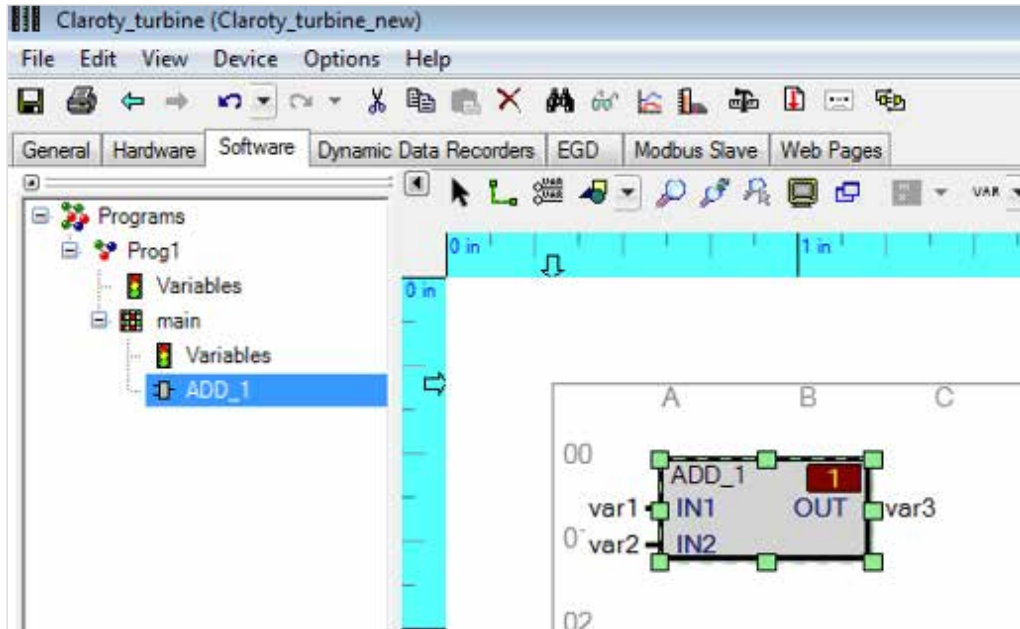 Claroty_turbine (Claroty_turbine_new)
File Edit View Device Options Help
General Hardware Software Dynamic Data Recorders EGD Modbus Slave Web Pages
Programs
Prog1
Variables
main
Variables
ADD_1
VAR
0 in 1 in
0 in
A B C
00
ADD_1 1
var1 IN1 OUT var3
var2 IN2
02